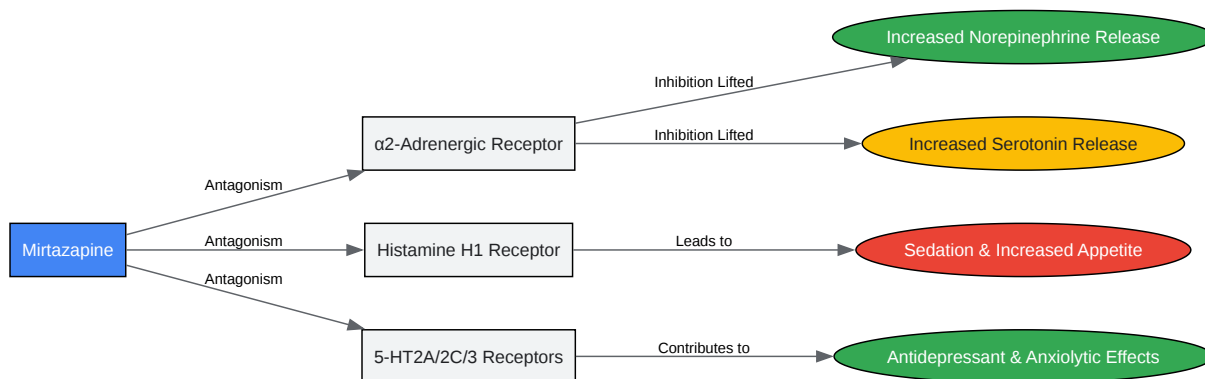 Increased Norepinephrine Release
Inhibition Lifted
α2-Adrenergic Receptor
Inhibition Lifted
Increased Serotonin Release
Antagonism
Mirtazapine
Antagonism
Histamine H1 Receptor
Leads to
Sedation & Increased Appetite
Antagonism
5-HT2A/2C/3 Receptors
Contributes to
Antidepressant & Anxiolytic Effects